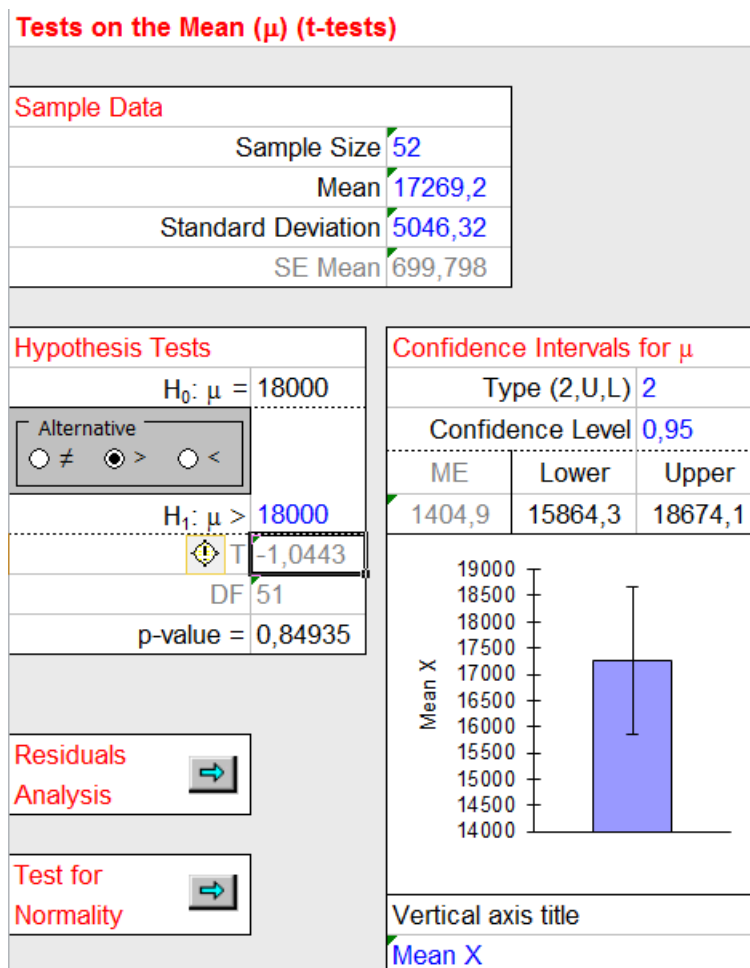 Tests on the Mean (μ) (t-tests)
Sample Data
Sample Size 52
Mean 17269,2
Standard Deviation 5046,32
SE Mean 699,798
Hypothesis Tests
H₀: μ = 18000
Alternative
≠ > <
H₁: μ > 18000
T -1,0443
DF 51
p-value = 0,84935
Residuals
Analysis
Test for
Normality
Confidence Intervals for μ
Type (2,U,L) 2
Confidence Level 0,95
ME Lower Upper
1404,9 15864,3 18674,1
19000
18500
18000
17500
17000
16500
16000
15500
15000
14500
14000
Mean X
Vertical axis title
Mean X